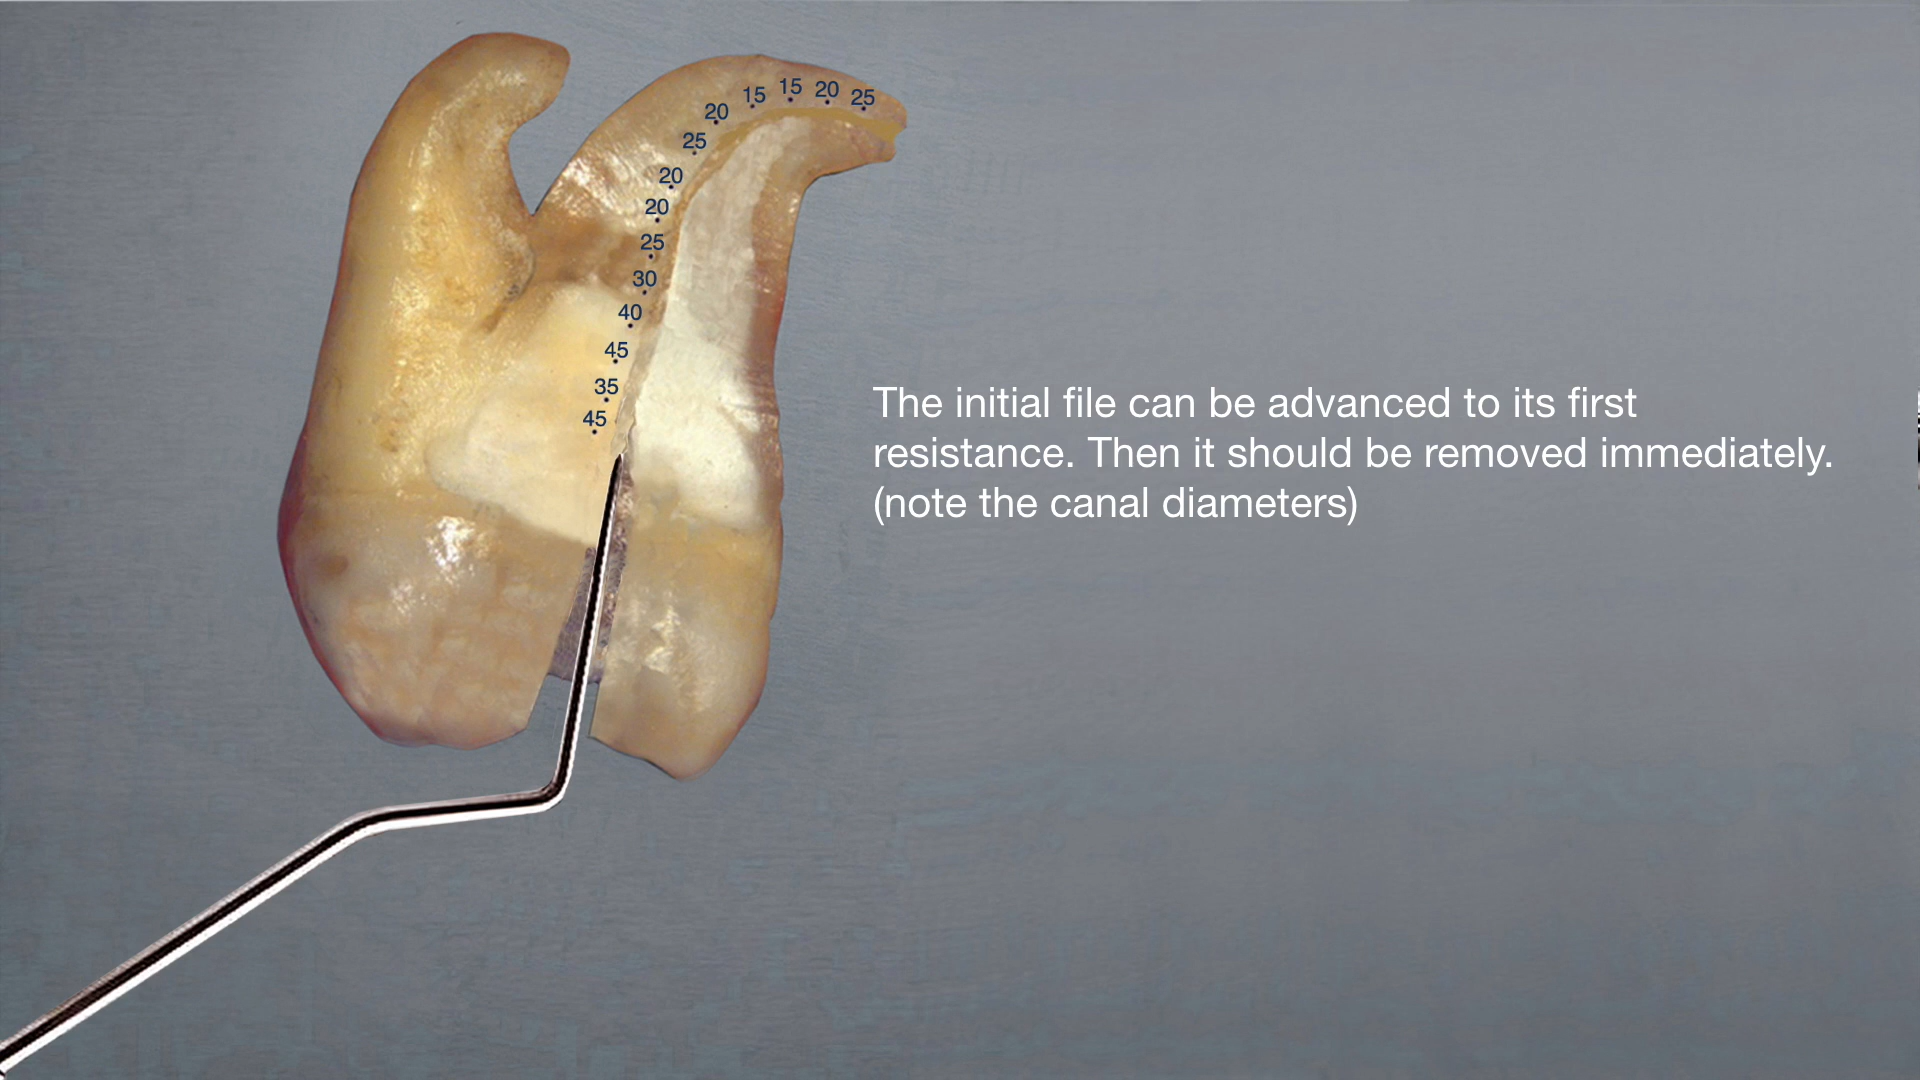 15 15 20 25
20
25
20
20
25
30
40
45
35
45
The initial file can be advanced to its first
resistance. Then it should be removed immediately.
(note the canal diameters)